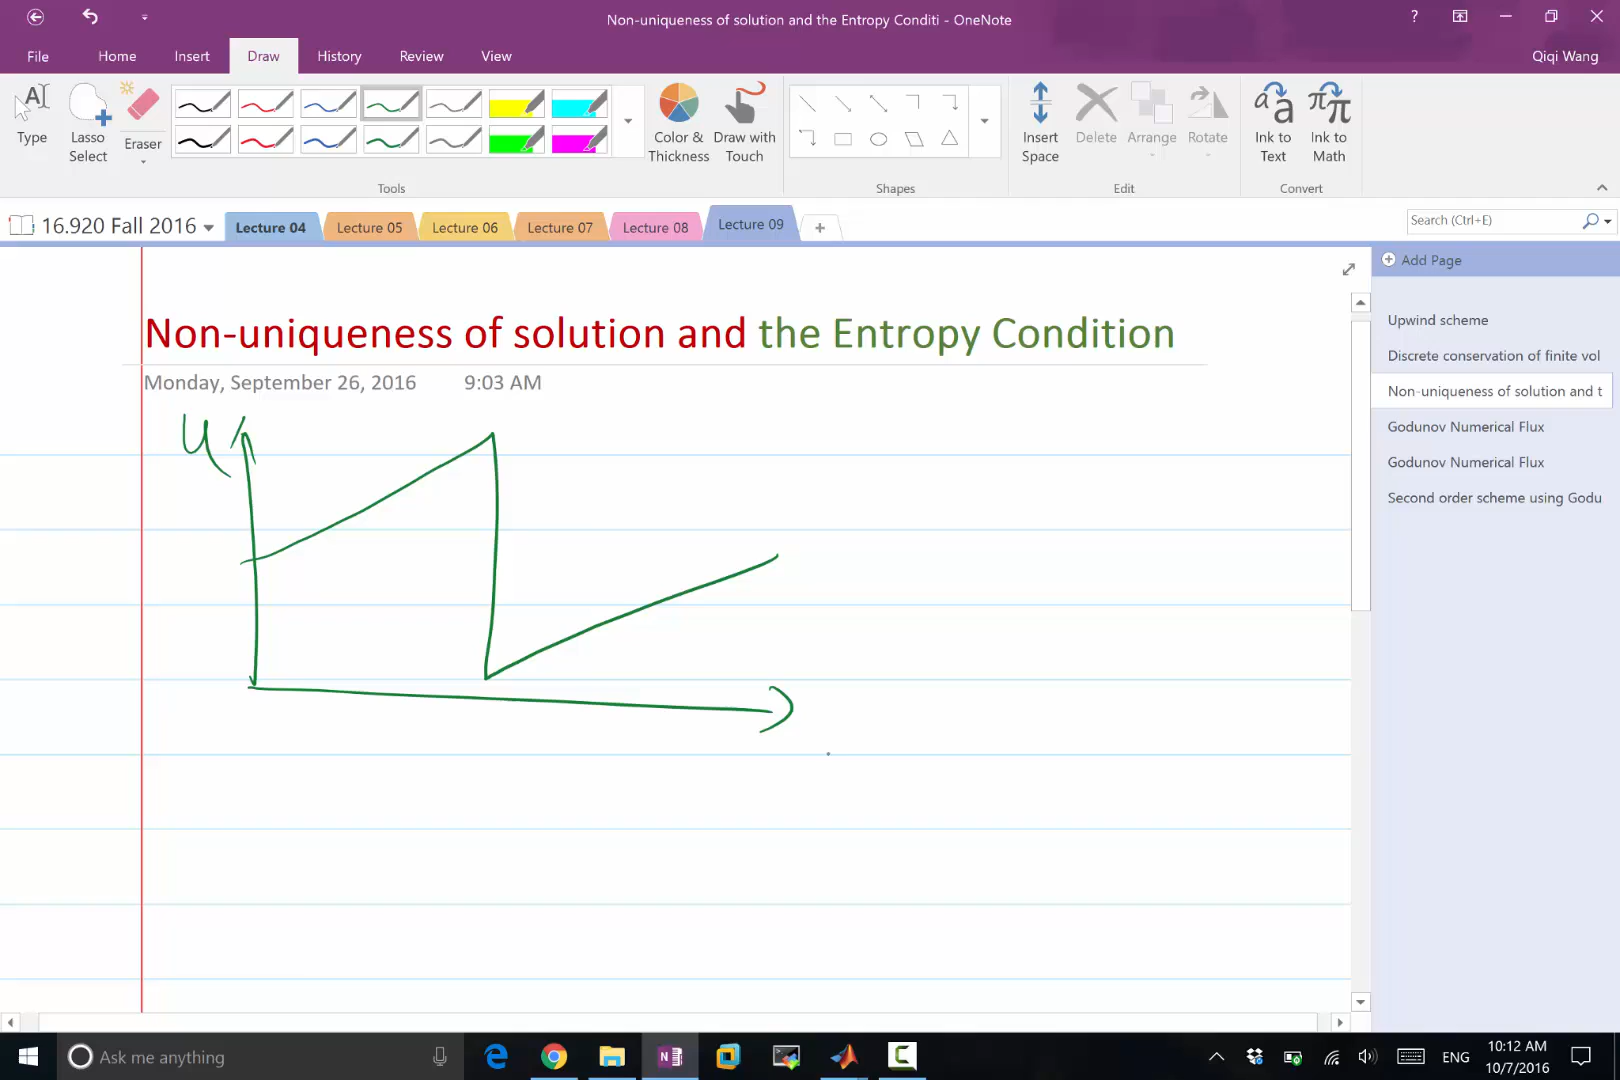 Non-uniqueness of solution and the Entropy Conditi - OneNote
?
File
Home
Insert
Draw
History
Review
View
Qiqi Wang
Type
Lasso Select
Eraser
Color & Thickness
Draw with Touch
Insert Space
Delete
Arrange
Rotate
Ink to Text
Ink to Math
Tools
Shapes
Edit
Convert
16.920 Fall 2016
Lecture 04
Lecture 05
Lecture 06
Lecture 07
Lecture 08
Lecture 09
Search (Ctrl+E)
Add Page
Non-uniqueness of solution and the Entropy Condition
Monday, September 26, 2016 9:03 AM
u
Upwind scheme
Discrete conservation of finite vol
Non-uniqueness of solution and t
Godunov Numerical Flux
Godunov Numerical Flux
Second order scheme using Godu
Ask me anything
ENG
10:12 AM
10/7/2016